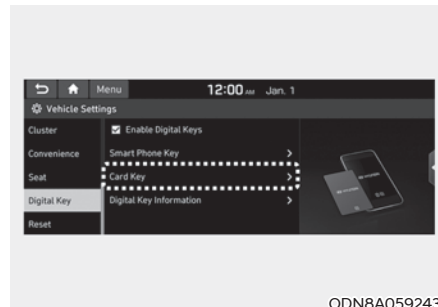 Menu 12:00 AM Jan. 1
Vehicle Settings
Cluster
Enable Digital Keys
Convenience
Smart Phone Key
Seat
Card Key
Digital Key
Digital Key Information
Reset
ODN8A059243